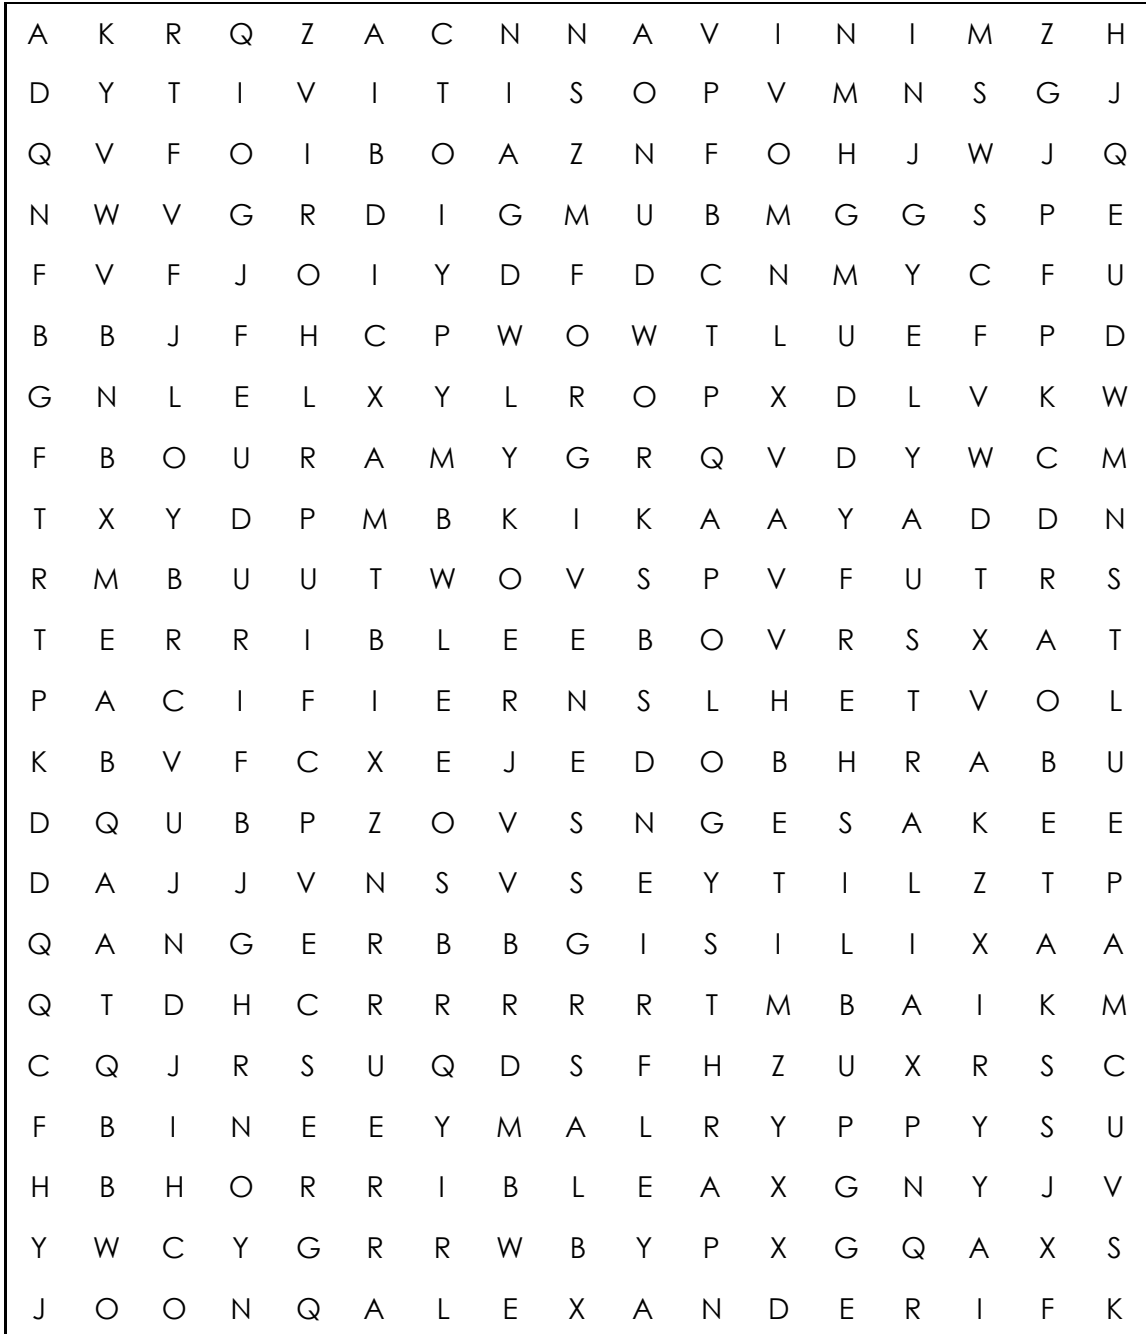 A K R Q Z A C N N A V I N I M Z H
D Y T I V I T I S O P V M N S G J
Q V F O I B O A Z N F O H J W J Q
N W V G R D I G M U B M G G S P E
F V F J O I Y D F D C N M Y C F U
B B J F H C P W O W T L U E F P D
G N L E L X Y L R O P X D L V K W
F B O U R A M Y G R Q V D Y W C M
T X Y D P M B K I K A A Y A D D N
R M B U U T W O V S P V F U T R S
T E R R I B L E E B O V R S X A T
P A C I F I E R N S L H E T V O L
K B V F C X E J E D O B H R A B U
D Q U B P Z O V S N G E S A K E E
D A J J V N S V S E Y T I L Z T P
Q A N G E R B B G I S I L I X A A
Q T D H C R R R R R T M B A I K M
C Q J R S U Q D S F H Z U X R S C
F B I N E E Y M A L R Y P P Y S U
H B H O R R I B L E A X G N Y J V
Y W C Y G R R W B Y P X G Q A X S
J O O N Q A L E X A N D E R I F K